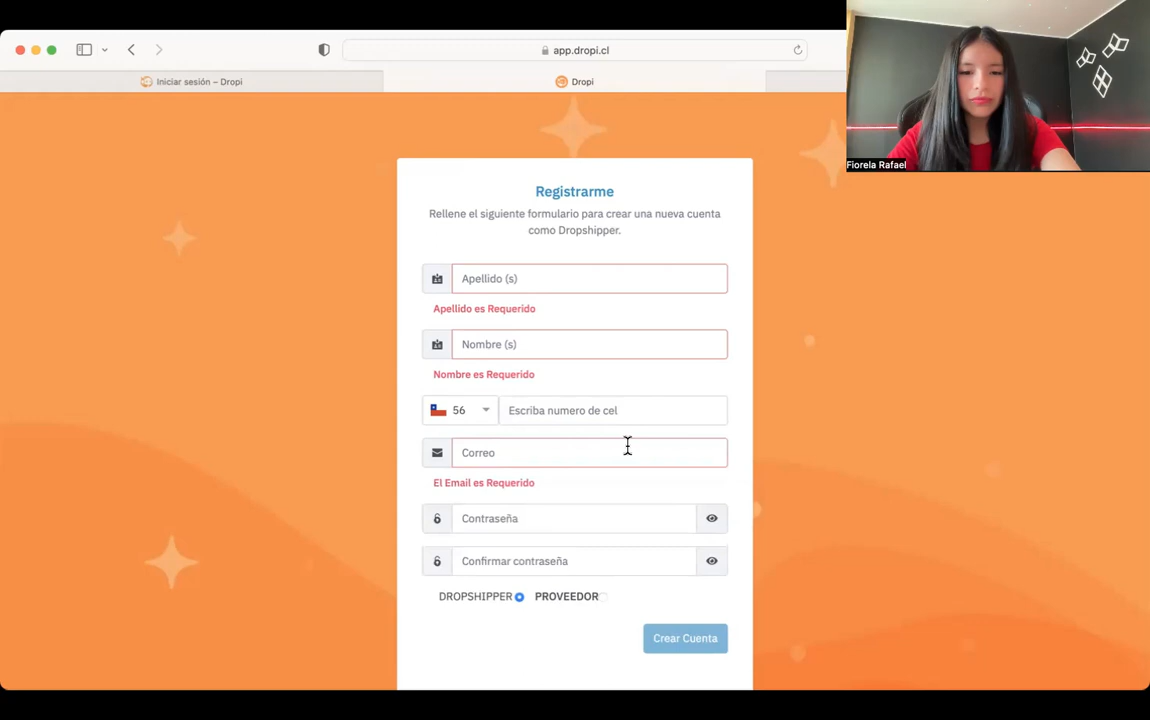 app.dropi.cl
Iniciar sesión – Dropi
Dropi
Fiorela Rafael
Registrarme
Rellene el siguiente formulario para crear una nueva cuenta
como Dropshipper.
Apellido (s)
Apellido es Requerido
Nombre (s)
Nombre es Requerido
56 Escriba numero de cel
Correo
El Email es Requerido
Contraseña
Confirmar contraseña
DROPSHIPPER PROVEEDOR
Crear Cuenta